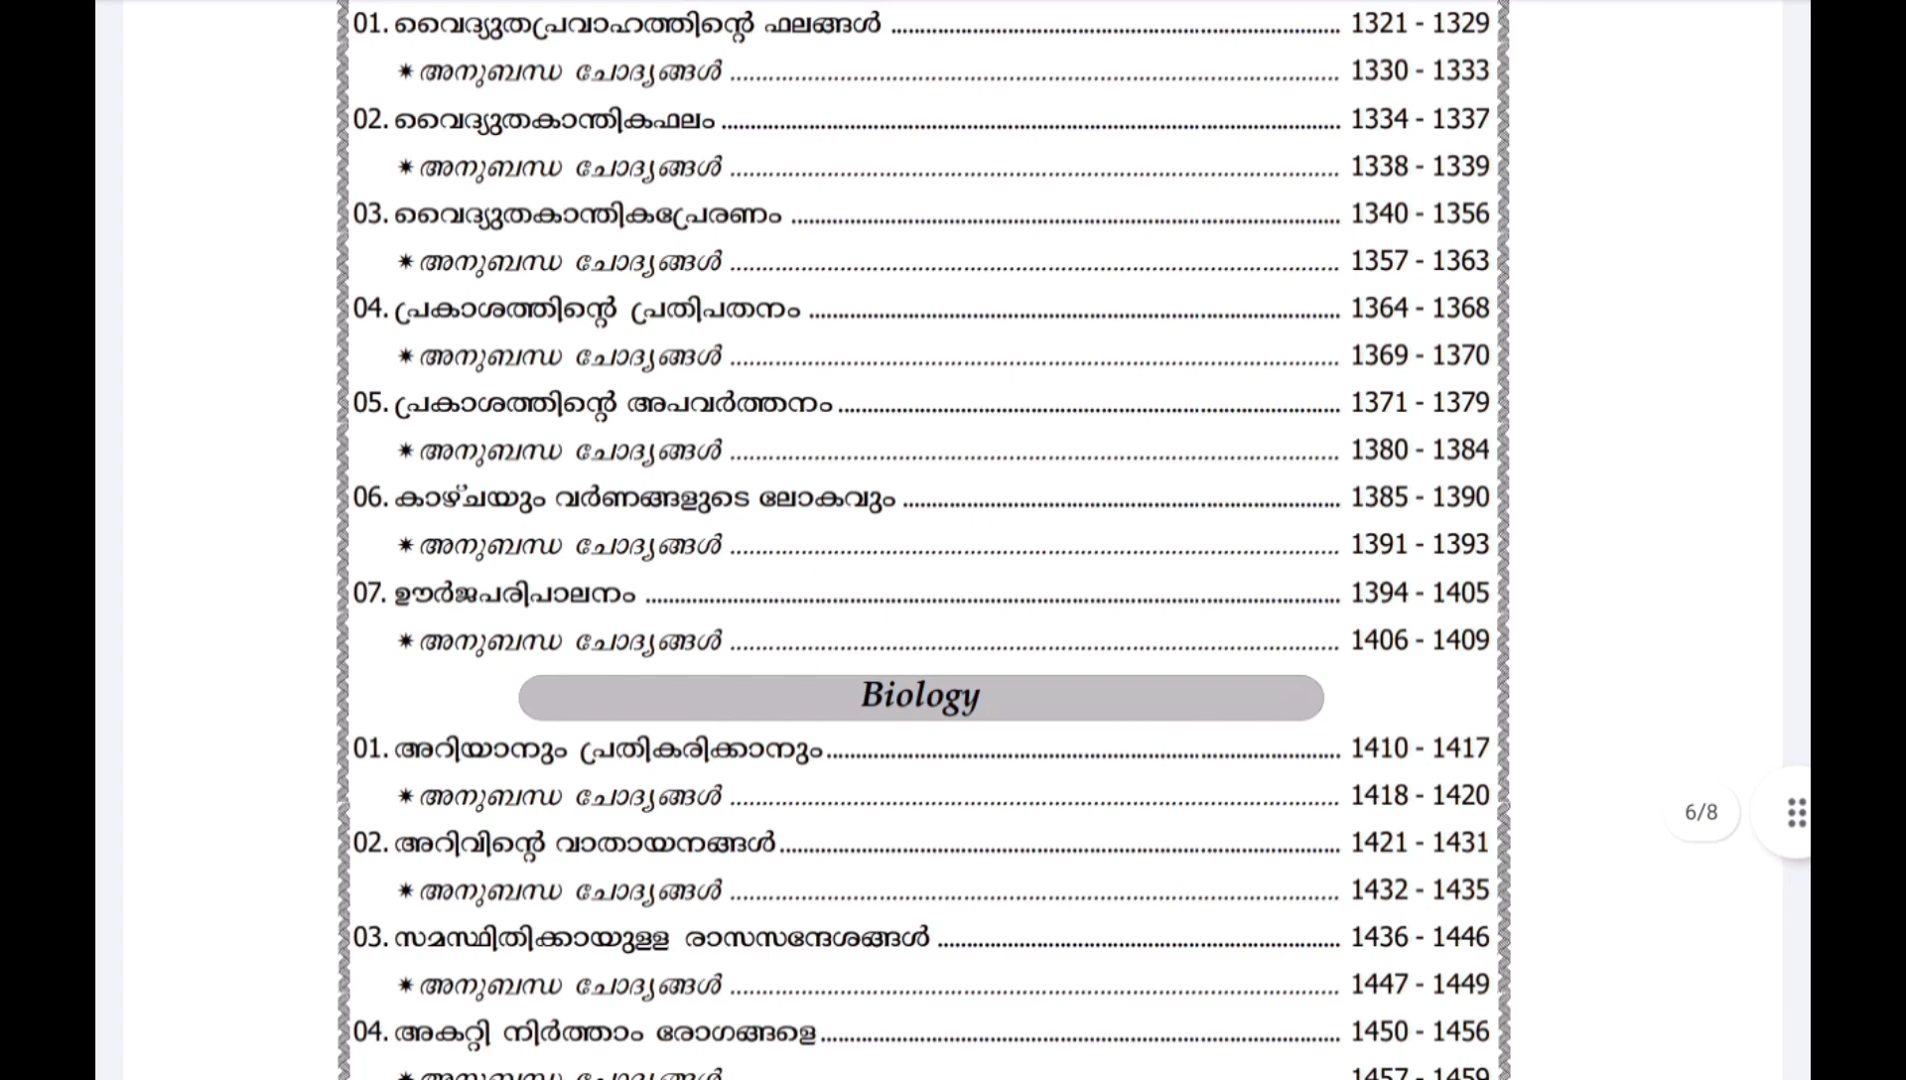 01. വൈദ്യുതപ്രവാഹത്തിന്റെ ഫലങ്ങൾ ........ 1321 - 1329
✷ അനുബന്ധ ചോദ്യങ്ങൾ ........ 1330 - 1333
02. വൈദ്യുതകാന്തികഫലം ........ 1334 - 1337
✷ അനുബന്ധ ചോദ്യങ്ങൾ ........ 1338 - 1339
03. വൈദ്യുതകാന്തികപ്രേരണം ........ 1340 - 1356
✷ അനുബന്ധ ചോദ്യങ്ങൾ ........ 1357 - 1363
04. പ്രകാശത്തിന്റെ പ്രതിപതനം ........ 1364 - 1368
✷ അനുബന്ധ ചോദ്യങ്ങൾ ........ 1369 - 1370
05. പ്രകാശത്തിന്റെ അപവർത്തനം ........ 1371 - 1379
✷ അനുബന്ധ ചോദ്യങ്ങൾ ........ 1380 - 1384
06. കാഴ്ചയും വർണങ്ങളുടെ ലോകവും ........ 1385 - 1390
✷ അനുബന്ധ ചോദ്യങ്ങൾ ........ 1391 - 1393
07. ഊർജപരിപാലനം ........ 1394 - 1405
✷ അനുബന്ധ ചോദ്യങ്ങൾ ........ 1406 - 1409
Biology
01. അറിയാനും പ്രതികരിക്കാനും ........ 1410 - 1417
✷ അനുബന്ധ ചോദ്യങ്ങൾ ........ 1418 - 1420
6/8
02. അറിവിന്റെ വാതായനങ്ങൾ ........ 1421 - 1431
✷ അനുബന്ധ ചോദ്യങ്ങൾ ........ 1432 - 1435
03. സമസ്ഥിതിക്കായുള്ള രാസസന്ദേശങ്ങൾ ........ 1436 - 1446
✷ അനുബന്ധ ചോദ്യങ്ങൾ ........ 1447 - 1449
04. അകറ്റി നിർത്താം രോഗങ്ങളെ ........ 1450 - 1456
✷ അനുബന്ധ ചോദ്യങ്ങൾ ........ 1457 - 1459